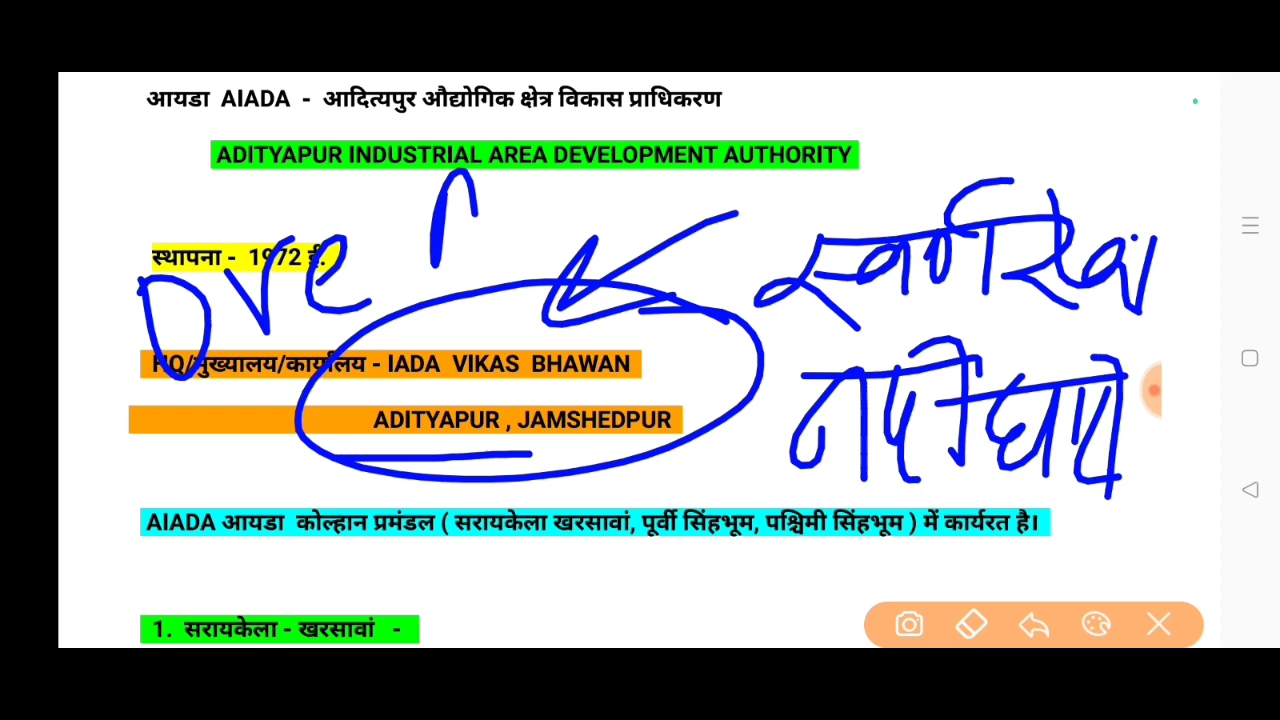 आयडा AIADA - आदित्यपुर औद्योगिक क्षेत्र विकास प्राधिकरण
ADITYAPUR INDUSTRIAL AREA DEVELOPMENT AUTHORITY
स्थापना - 1972 ई.
HQ/मुख्यालय/कार्यालय - IADA VIKAS BHAWAN
ADITYAPUR , JAMSHEDPUR
नदी घाटी
AIADA आयडा कोल्हान प्रमंडल ( सरायकेला खरसावां, पूर्वी सिंहभूम, पश्चिमी सिंहभूम ) में कार्यरत है।
1. सरायकेला - खरसावां -